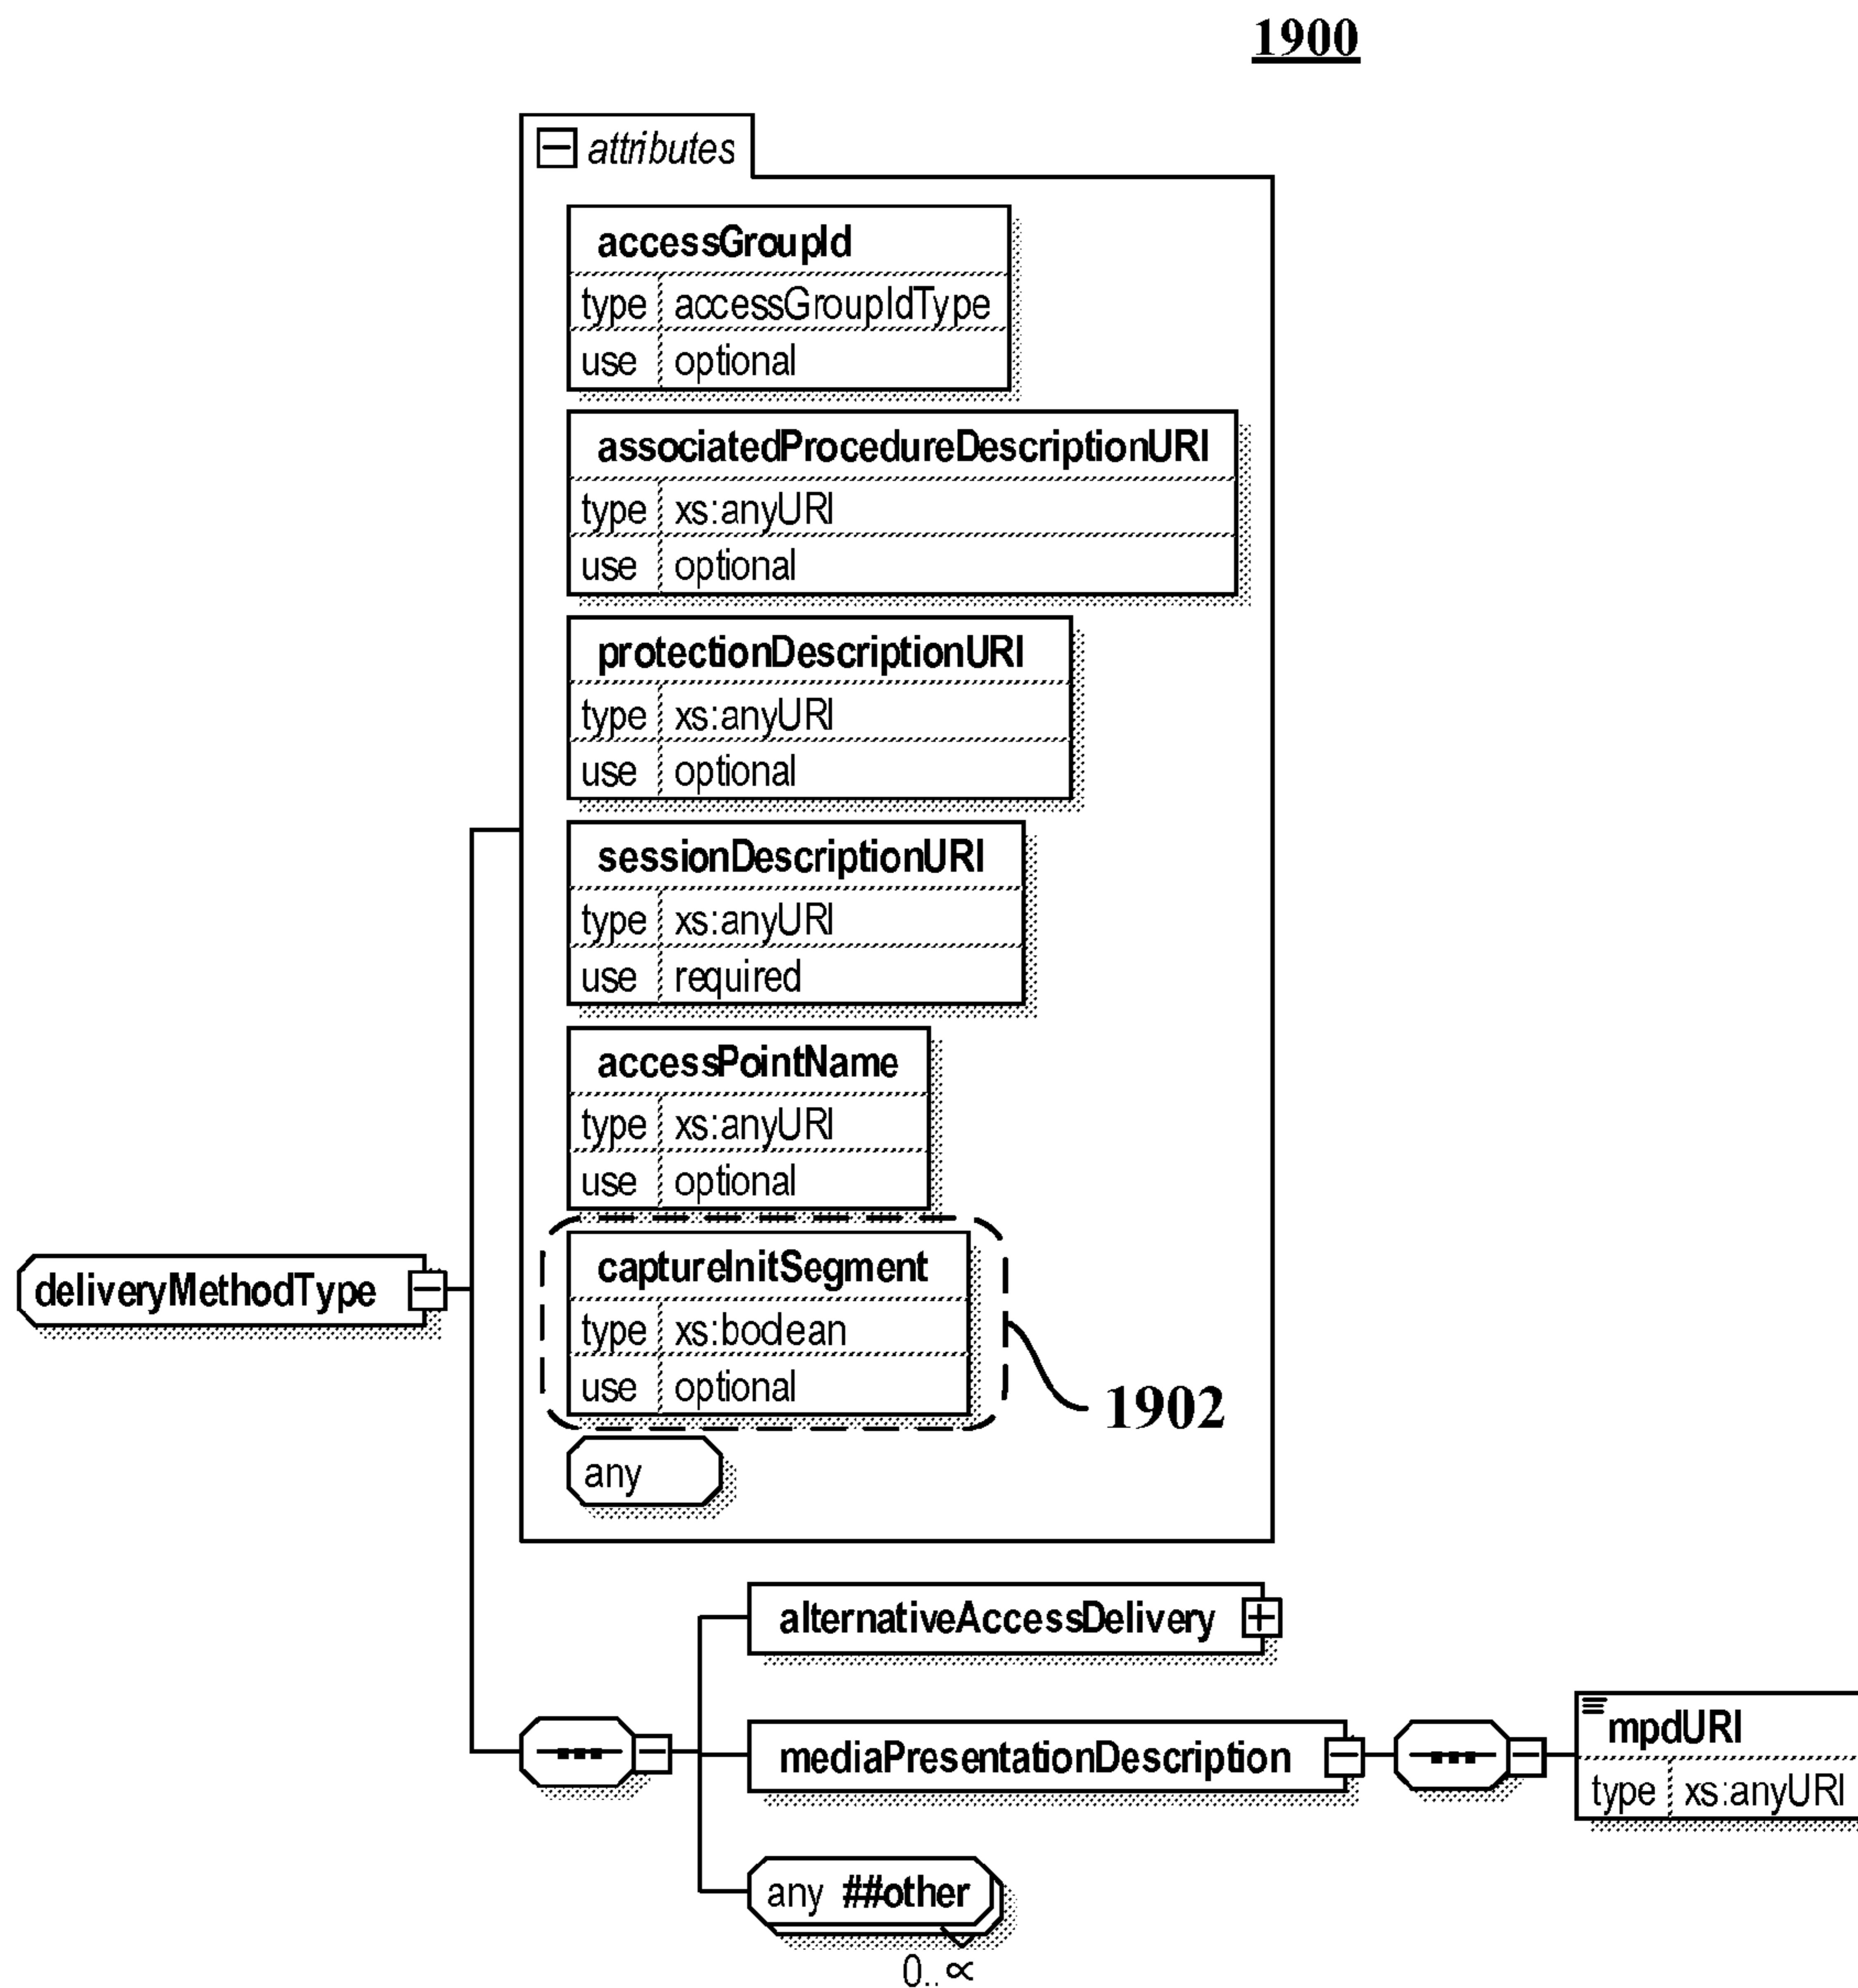 1900
attributes
accessGroupId
type accessGroupIdType
use optional
associatedProcedureDescriptionURI
type xs:anyURI
use optional
protectionDescriptionURI
type xs:anyURI
use optional
sessionDescriptionURI
type xs:anyURI
use required
accessPointName
type xs:anyURI
use optional
captureInitSegment
type xs:boolean
use optional
1902
any
deliveryMethodType
alternativeAccessDelivery
mediaPresentationDescription
mpdURI
type xs:anyURI
any ##other
0..∝